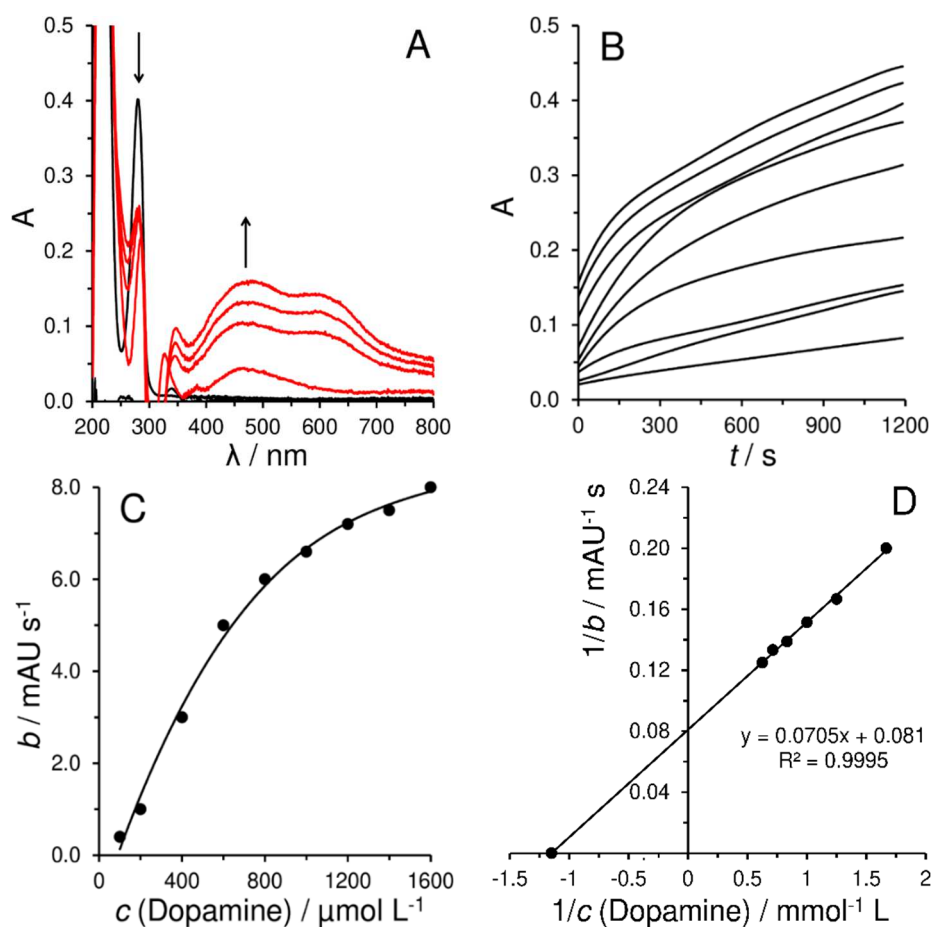 A
0.5
0.4
0.3
0.2
0.1
0.0
A
200 300 400 500 600 700 800
λ / nm
B
0.5
0.4
0.3
0.2
0.1
0.0
A
0 300 600 900 1200
t / s
C
8.0
6.0
4.0
2.0
0.0
b / mAU s⁻¹
0 400 800 1200 1600
c (Dopamine) / µmol L⁻¹
D
0.24
0.20
0.16
0.12
0.08
0.04
1/b / mAU⁻¹ s
y = 0.0705x + 0.081
R² = 0.9995
-1.5 -1 -0.5 0 0.5 1 1.5 2
1/c (Dopamine) / mmol⁻¹ L